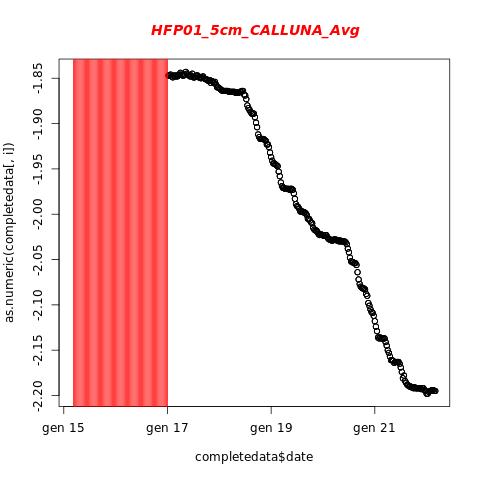 HFP01_5cm_CALLUNA_Avg
as.numeric(completedata[, i])
-1.85
-1.90
-1.95
-2.00
-2.05
-2.10
-2.15
-2.20
gen 15 gen 17 gen 19 gen 21
completedata$date